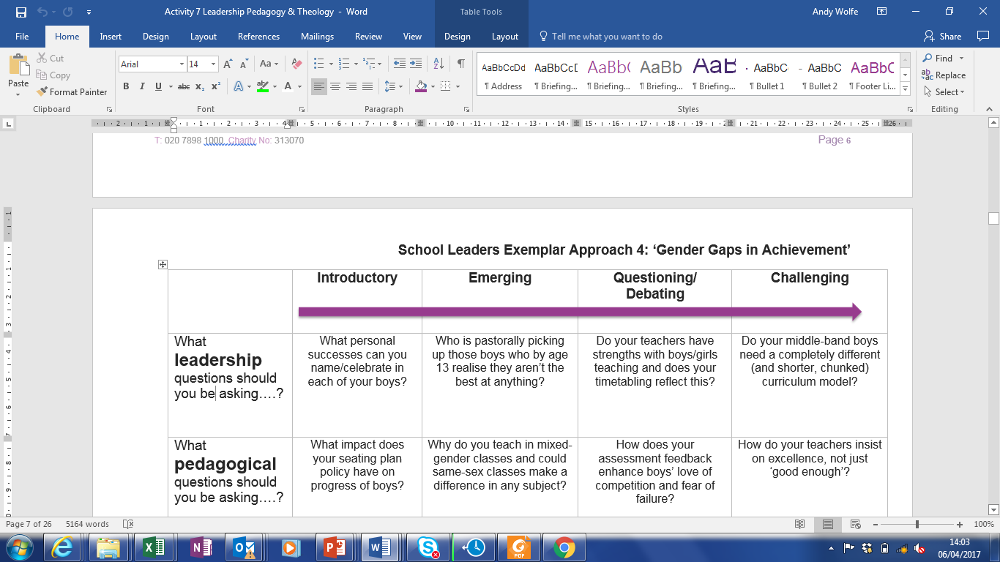 Activity 7 Leadership Pedagogy & Theology - Word
Table Tools
Andy Wolfe
File Home Insert Design Layout References Mailings Review View Design Layout Tell me what you want to do Share
Paste
Cut
Copy
Format Painter
Clipboard
Arial 14
Font
Paragraph
AaBbCcDd AaBbCcI AaBb( AaBb AaB AaBbC AaBbC AaBbC
¶ Address ¶ Briefing... ¶ Briefing... ¶ Briefing... ¶ Briefing... ¶ Bullet 1 ¶ Bullet 2 ¶ Footer Li...
Styles
Find
Replace
Select
Editing
T: 020 7898 1000 Charity No: 313070
Page 6
School Leaders Exemplar Approach 4: ‘Gender Gaps in Achievement’
Introductory
Emerging
Questioning/
Debating
Challenging
What
leadership
questions should
you be asking….?
What personal
successes can you
name/celebrate in
each of your boys?
Who is pastorally picking
up those boys who by age
13 realise they aren’t the
best at anything?
Do your teachers have
strengths with boys/girls
teaching and does your
timetabling reflect this?
Do your middle-band boys
need a completely different
(and shorter, chunked)
curriculum model?
What
pedagogical
questions should
you be asking….?
What impact does
your seating plan
policy have on
progress of boys?
Why do you teach in mixed-
gender classes and could
same-sex classes make a
difference in any subject?
How does your
assessment feedback
enhance boys’ love of
competition and fear of
failure?
How do your teachers insist
on excellence, not just
‘good enough’?
Page 7 of 26 5164 words
100%
14:03
06/04/2017